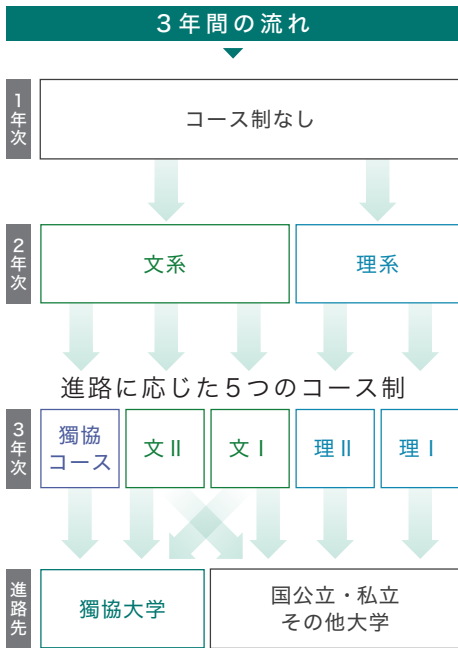 3年間の流れ
1年次
コース制なし
2年次
文系
理系
進路に応じた5つのコース制
3年次
獨協
コース
文Ⅱ
文Ⅰ
理Ⅱ
理Ⅰ
進路先
獨協大学
国公立・私立
その他大学